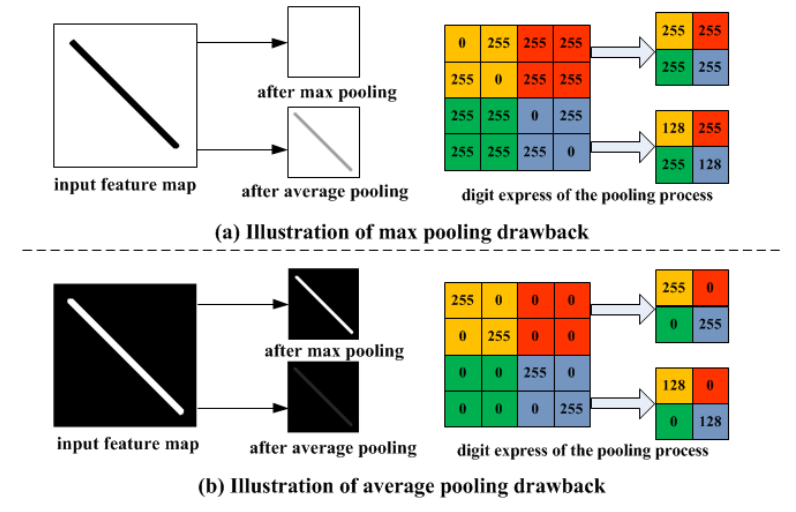 after max pooling
input feature map
after average pooling
0 255 255 255
255 0 255 255
255 255 0 255
255 255 255 0
255 255
255 255
128 255
255 128
digit express of the pooling process
(a) Illustration of max pooling drawback
after max pooling
input feature map
after average pooling
255 0 0 0
0 255 0 0
0 0 255 0
0 0 0 255
255 0
0 255
128 0
0 128
digit express of the pooling process
(b) Illustration of average pooling drawback